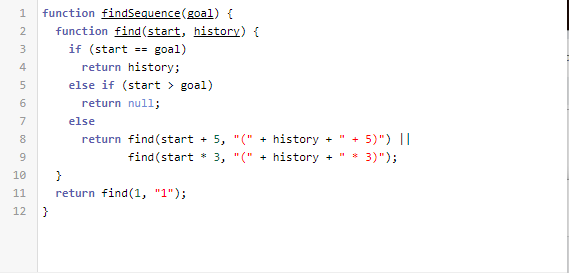 1 function findSequence(goal) {
2   function find(start, history) {
3     if (start == goal)
4       return history;
5     else if (start > goal)
6       return null;
7     else
8       return find(start + 5, "(" + history + " + 5)") ||
9              find(start * 3, "(" + history + " * 3)");
10   }
11   return find(1, "1");
12 }